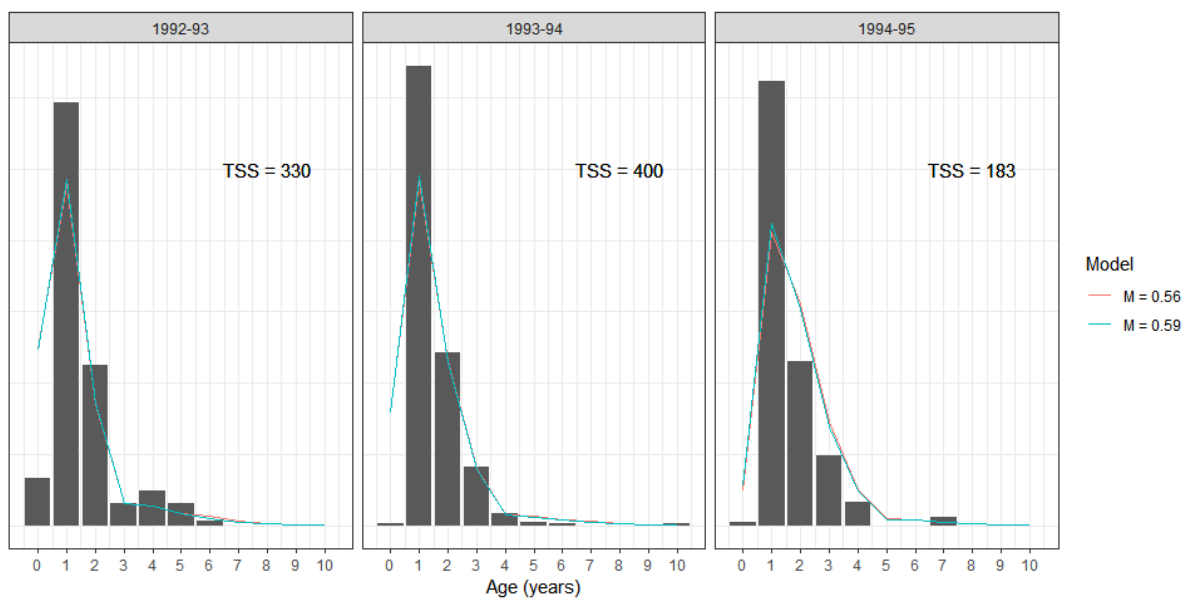 1992-93 1993-94 1994-95
TSS = 330 TSS = 400 TSS = 183
Model
M = 0.56
M = 0.59
0 1 2 3 4 5 6 7 8 9 10 0 1 2 3 4 5 6 7 8 9 10 0 1 2 3 4 5 6 7 8 9 10
Age (years)